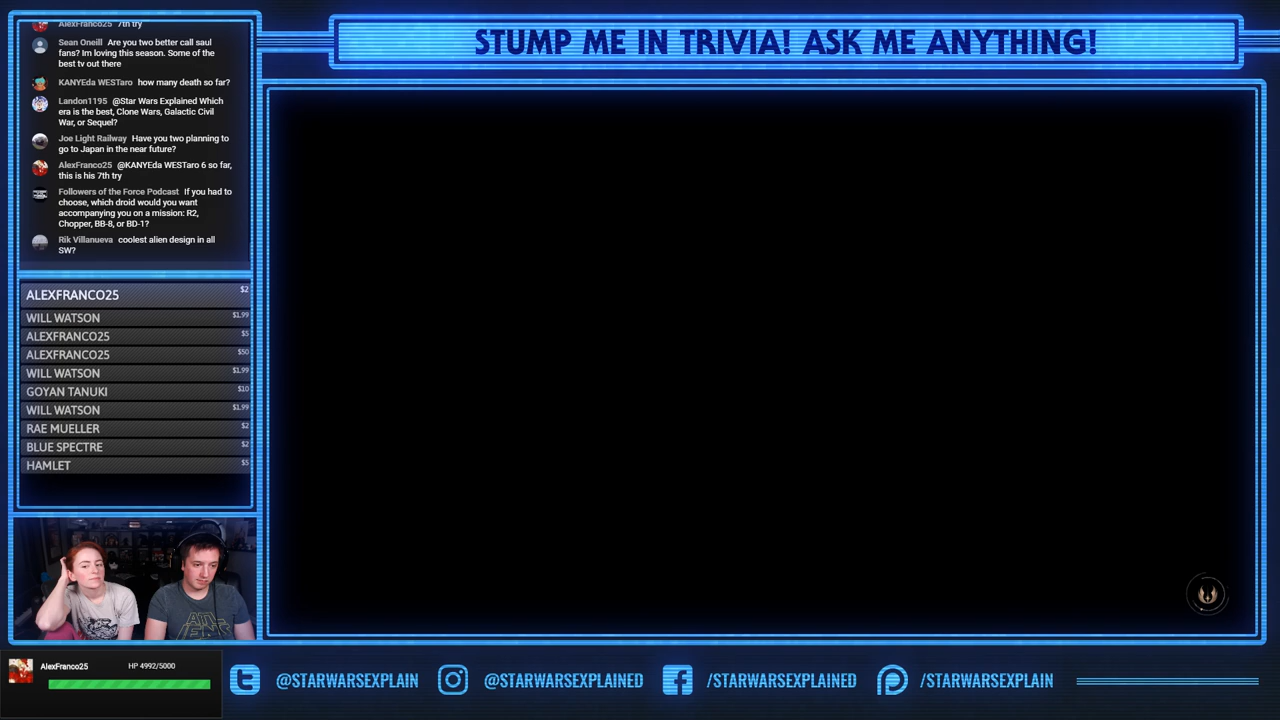 STUMP ME IN TRIVIA! ASK ME ANYTHING!
AlexFranco25 7th try
Sean Oneill Are you two better call saul
fans? Im loving this season. Some of the
best tv out there
KANYEda WESTaro how many death so far?
Landon1195 @Star Wars Explained Which
era is the best, Clone Wars, Galactic Civil
War, or Sequel?
Joe Light Railway Have you two planning to
go to Japan in the near future?
AlexFranco25 @KANYEda WESTaro 6 so far,
this is his 7th try
Followers of the Force Podcast If you had to
choose, which droid would you want
accompanying you on a mission: R2,
Chopper, BB-8, or BD-1?
Rik Villanueva coolest alien design in all
SW?
ALEXFRANCO25 $2
WILL WATSON $1.99
ALEXFRANCO25 $5
ALEXFRANCO25 $50
WILL WATSON $1.99
GOYAN TANUKI $10
WILL WATSON $1.99
RAE MUELLER $2
BLUE SPECTRE $2
HAMLET $5
AlexFranco25 HP 4992/5000
@STARWARSEXPLAIN @STARWARSEXPLAINED /STARWARSEXPLAINED /STARWARSEXPLAIN